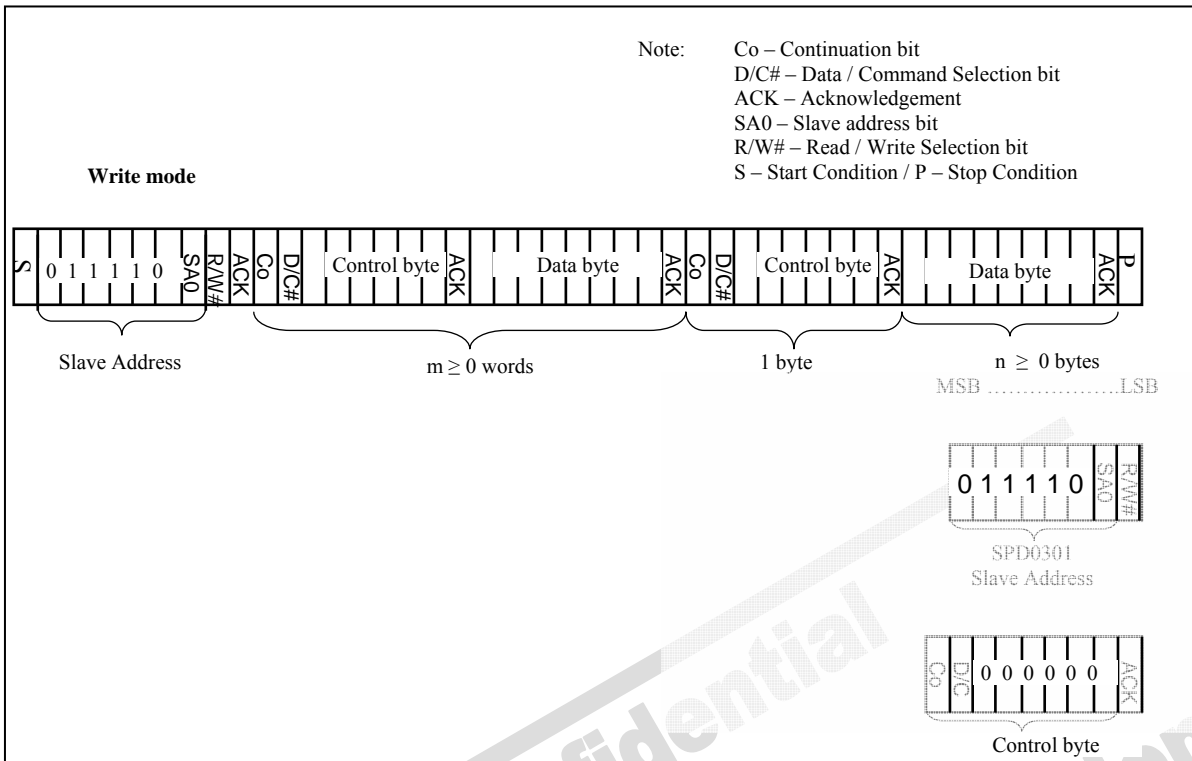 Note: Co – Continuation bit
D/C# – Data / Command Selection bit
ACK – Acknowledgement
SA0 – Slave address bit
R/W# – Read / Write Selection bit
S – Start Condition / P – Stop Condition
Write mode
S 0 1 1 1 1 0 SA0 R/W# ACK Co D/C# Control byte ACK Data byte ACK Co D/C# Control byte ACK Data byte ACK P
Slave Address m ≥ 0 words 1 byte n ≥ 0 bytes
MSB ......................LSB
0 1 1 1 1 0 SA0 R/W#
SPD0301
Slave Address
Co D/C 0 0 0 0 0 0 ACK
Control byte